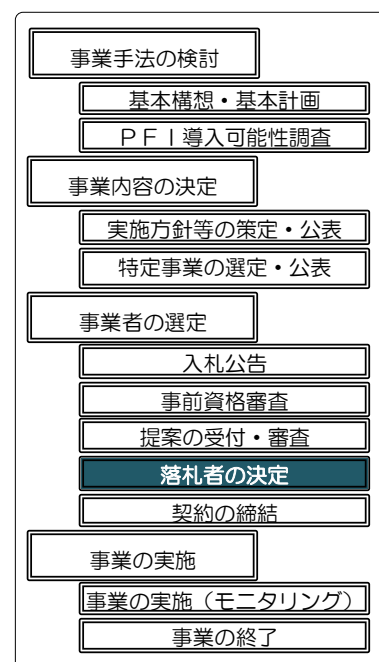 事業手法の検討
基本構想・基本計画
ＰＦＩ導入可能性調査
事業内容の決定
実施方針等の策定・公表
特定事業の選定・公表
事業者の選定
入札公告
事前資格審査
提案の受付・審査
落札者の決定
契約の締結
事業の実施
事業の実施（モニタリング）
事業の終了